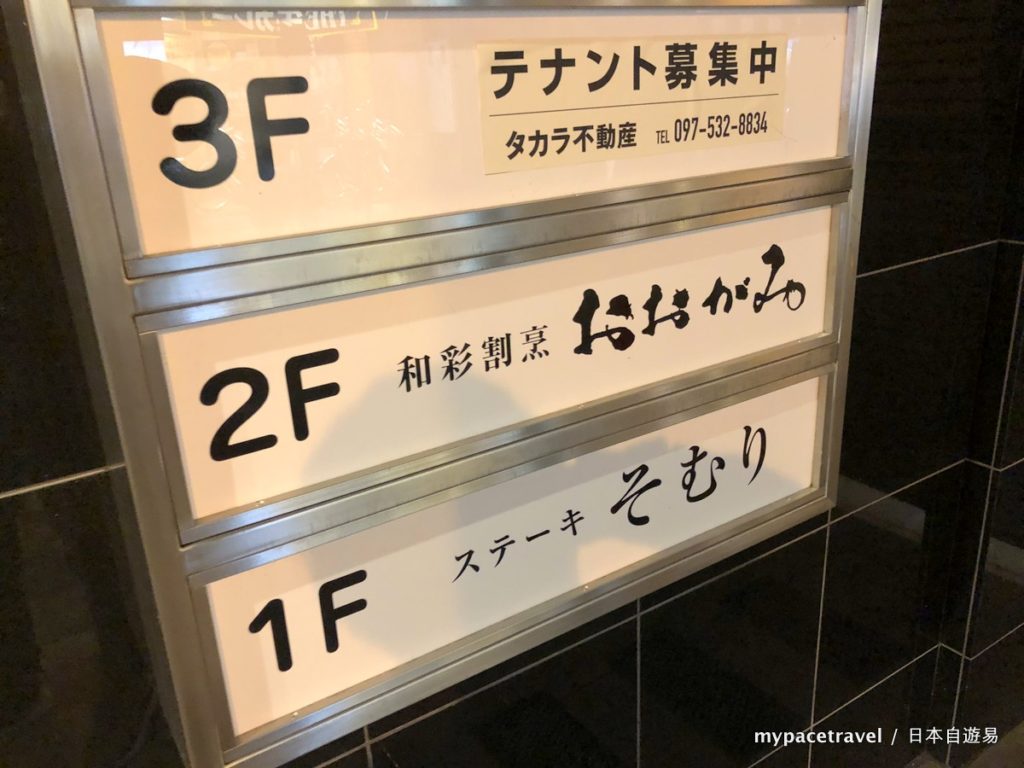 3F
テナント募集中
タカラ不動産 TEL 097-532-8834
2F 和彩割烹 おおがみ
1F ステーキ そむり
mypacetravel / 日本自遊易